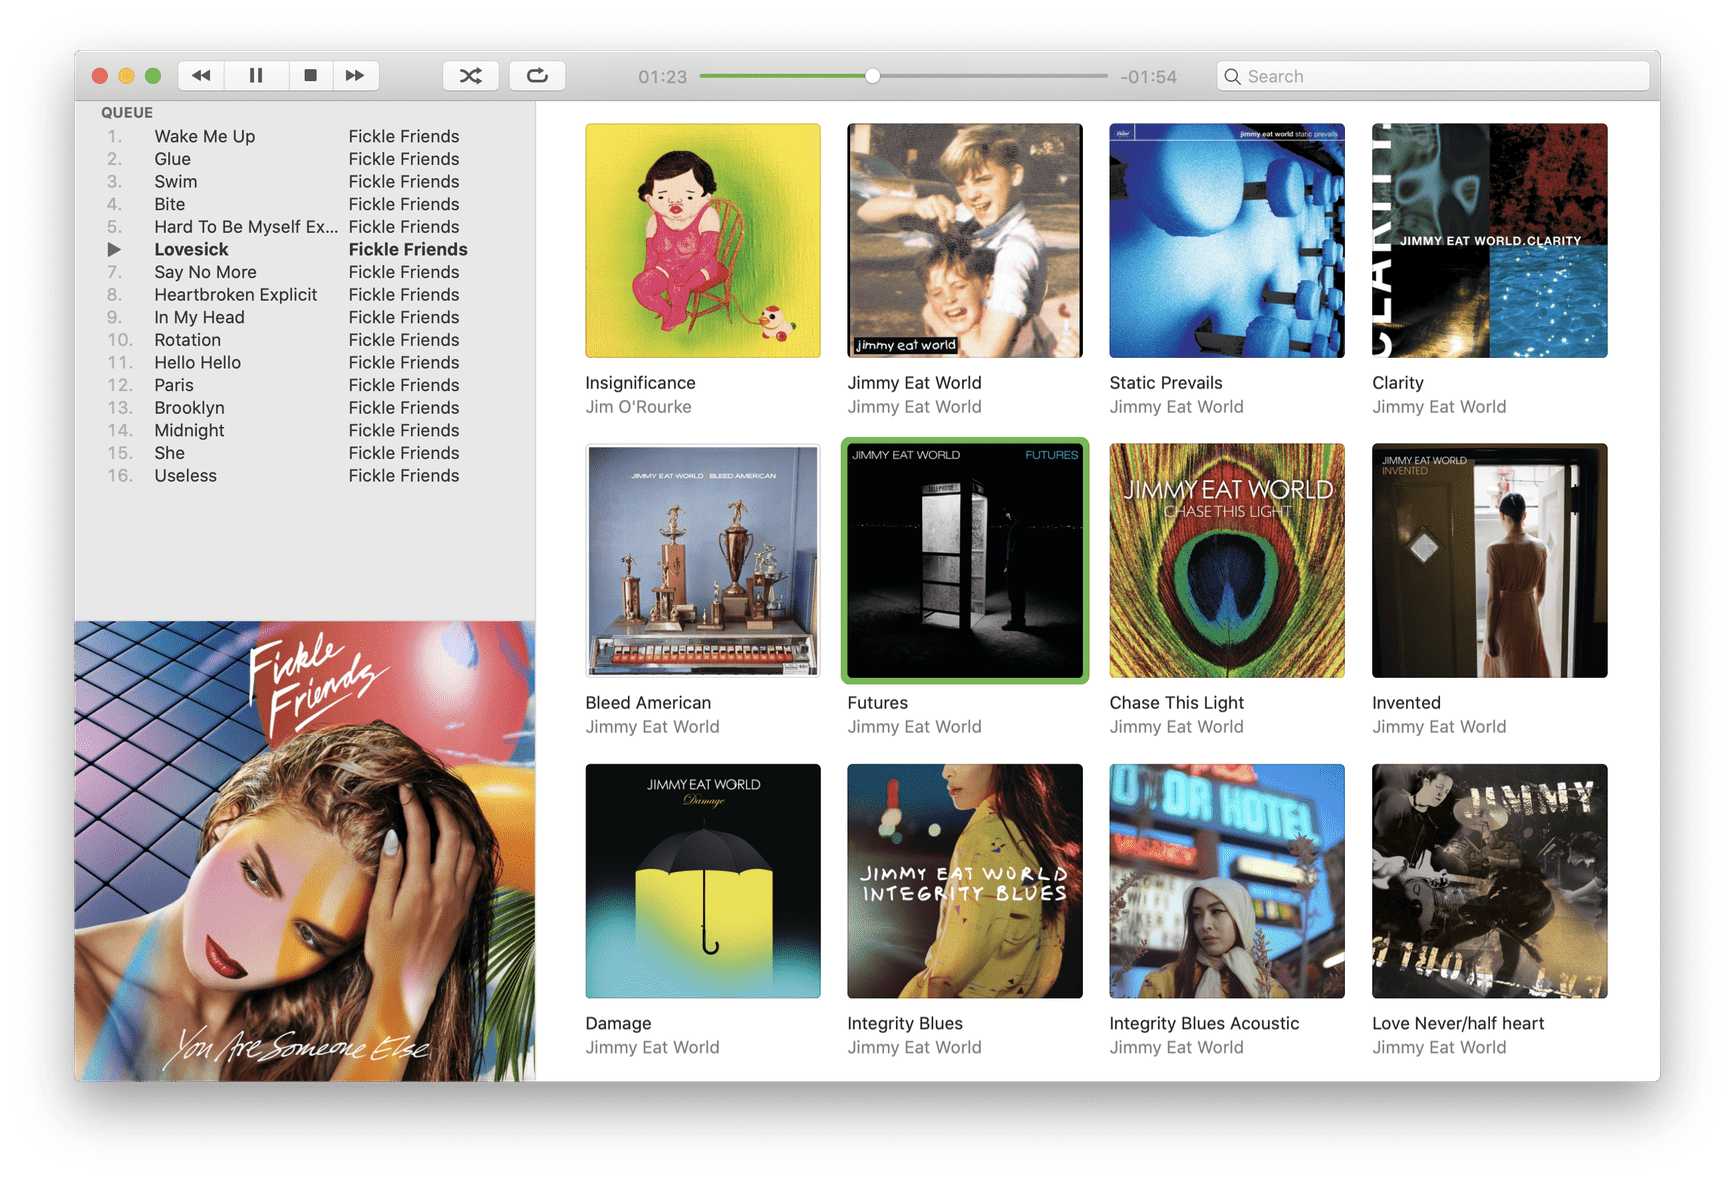 01:23
-01:54
Search
QUEUE
1. Wake Me Up Fickle Friends
2. Glue Fickle Friends
3. Swim Fickle Friends
4. Bite Fickle Friends
5. Hard To Be Myself Ex... Fickle Friends
Lovesick Fickle Friends
7. Say No More Fickle Friends
8. Heartbroken Explicit Fickle Friends
9. In My Head Fickle Friends
10. Rotation Fickle Friends
11. Hello Hello Fickle Friends
12. Paris Fickle Friends
13. Brooklyn Fickle Friends
14. Midnight Fickle Friends
15. She Fickle Friends
16. Useless Fickle Friends
Fickle
Friends
You Are Someone Else
jimmy eat world
jimmy eat world static prevails
CLARITY
JIMMY EAT WORLD.CLARITY
Insignificance
Jim O'Rourke
Jimmy Eat World
Jimmy Eat World
Static Prevails
Jimmy Eat World
Clarity
Jimmy Eat World
JIMMY EAT WORLD BLEED AMERICAN
JIMMY EAT WORLD FUTURES
TELEPHONE
JIMMY EAT WORLD
CHASE THIS LIGHT
JIMMY EAT WORLD
INVENTED
Bleed American
Jimmy Eat World
Futures
Jimmy Eat World
Chase This Light
Jimmy Eat World
Invented
Jimmy Eat World
JIMMY EAT WORLD
Damage
JIMMY EAT WORLD
INTEGRITY BLUES
HOTEL
JIMMY
EAT WORLD
Damage
Jimmy Eat World
Integrity Blues
Jimmy Eat World
Integrity Blues Acoustic
Jimmy Eat World
Love Never/half heart
Jimmy Eat World